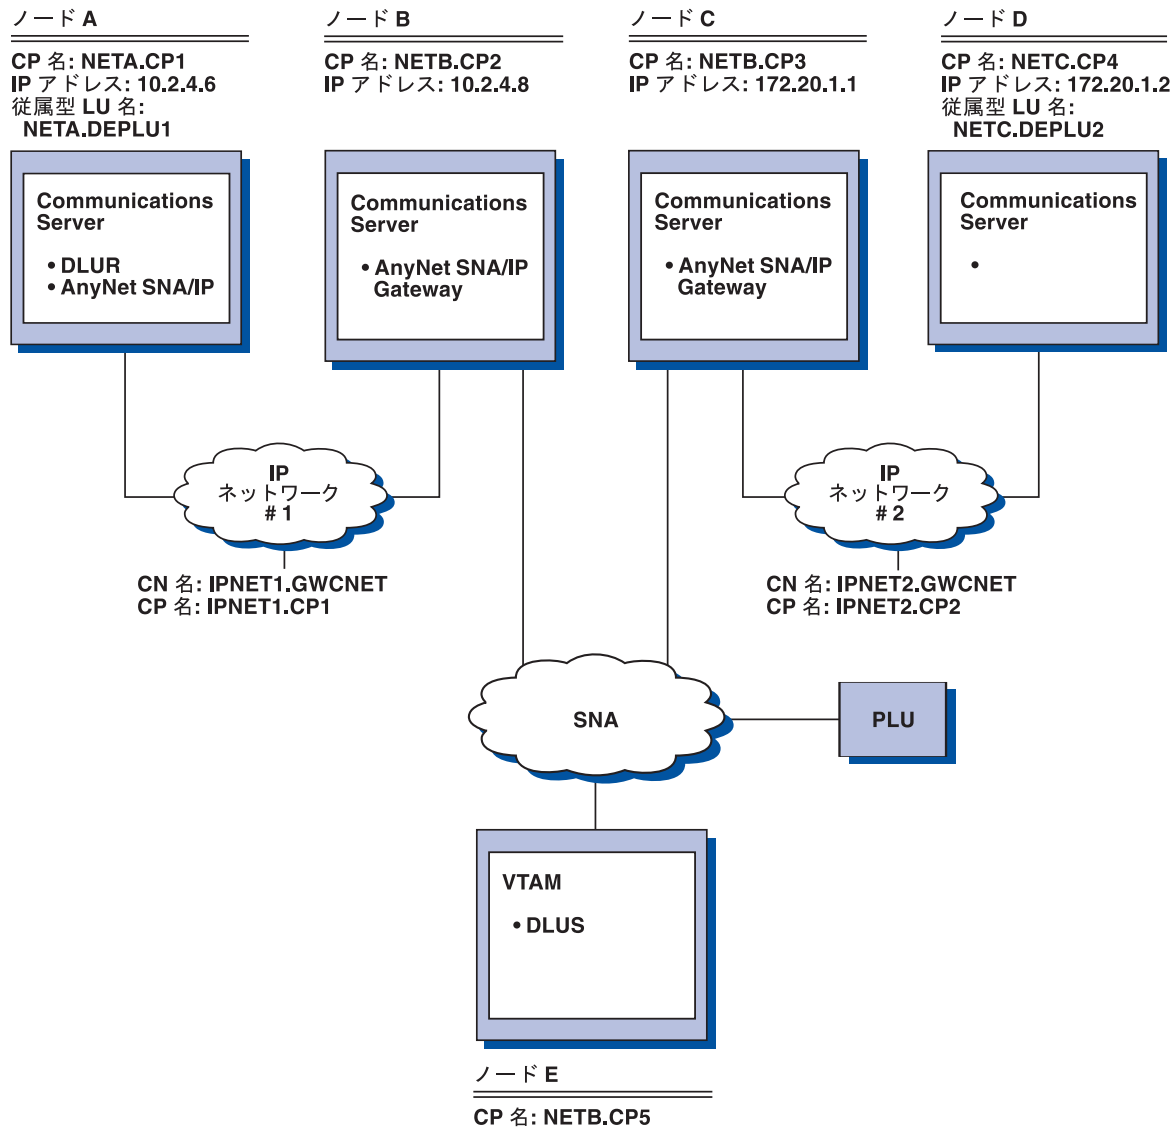 ノード A
CP 名: NETA.CP1
IP アドレス: 10.2.4.6
従属型 LU 名:
NETA.DEPLU1
Communications
Server
• DLUR
• AnyNet SNA/IP
ノード B
CP 名: NETB.CP2
IP アドレス: 10.2.4.8
Communications
Server
• AnyNet SNA/IP
Gateway
ノード C
CP 名: NETB.CP3
IP アドレス: 172.20.1.1
Communications
Server
• AnyNet SNA/IP
Gateway
ノード D
CP 名: NETC.CP4
IP アドレス: 172.20.1.2
従属型 LU 名:
NETC.DEPLU2
Communications
Server
•
IP
ネットワーク
# 1
CN 名: IPNET1.GWCNET
CP 名: IPNET1.CP1
IP
ネットワーク
# 2
CN 名: IPNET2.GWCNET
CP 名: IPNET2.CP2
SNA
PLU
VTAM
• DLUS
ノード E
CP 名: NETB.CP5